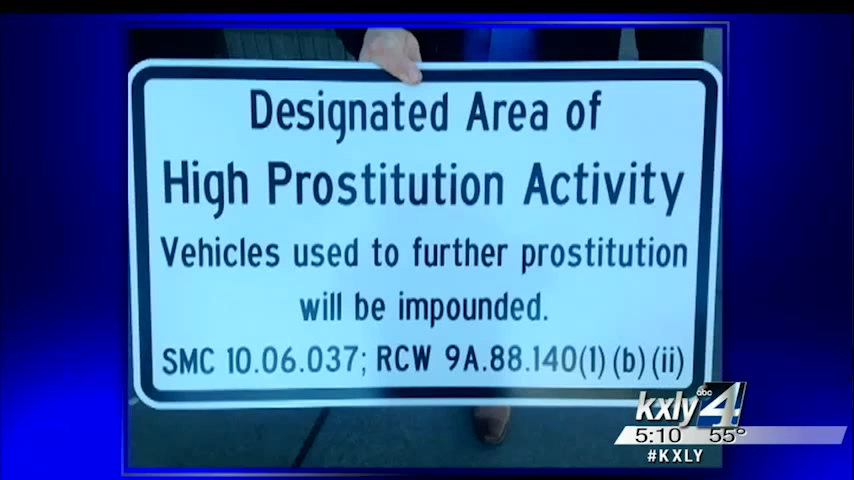 Designated Area of
High Prostitution Activity
Vehicles used to further prostitution
will be impounded.
SMC 10.06.037; RCW 9A.88.140(1)(b)(ii)
abc
kxly4
5:10 55°
#KXLY